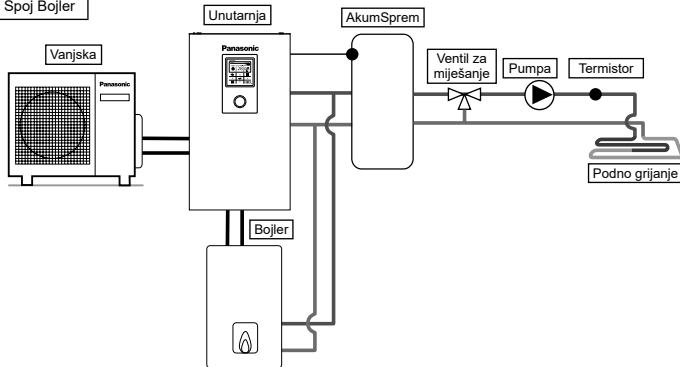 Spoj Bojler
Unutarnja
AkumSprem
Vanjska
Panasonic
Ventil za
miješanje
Pumpa
Termistor
Panasonic
Podno grijanje
Bojler